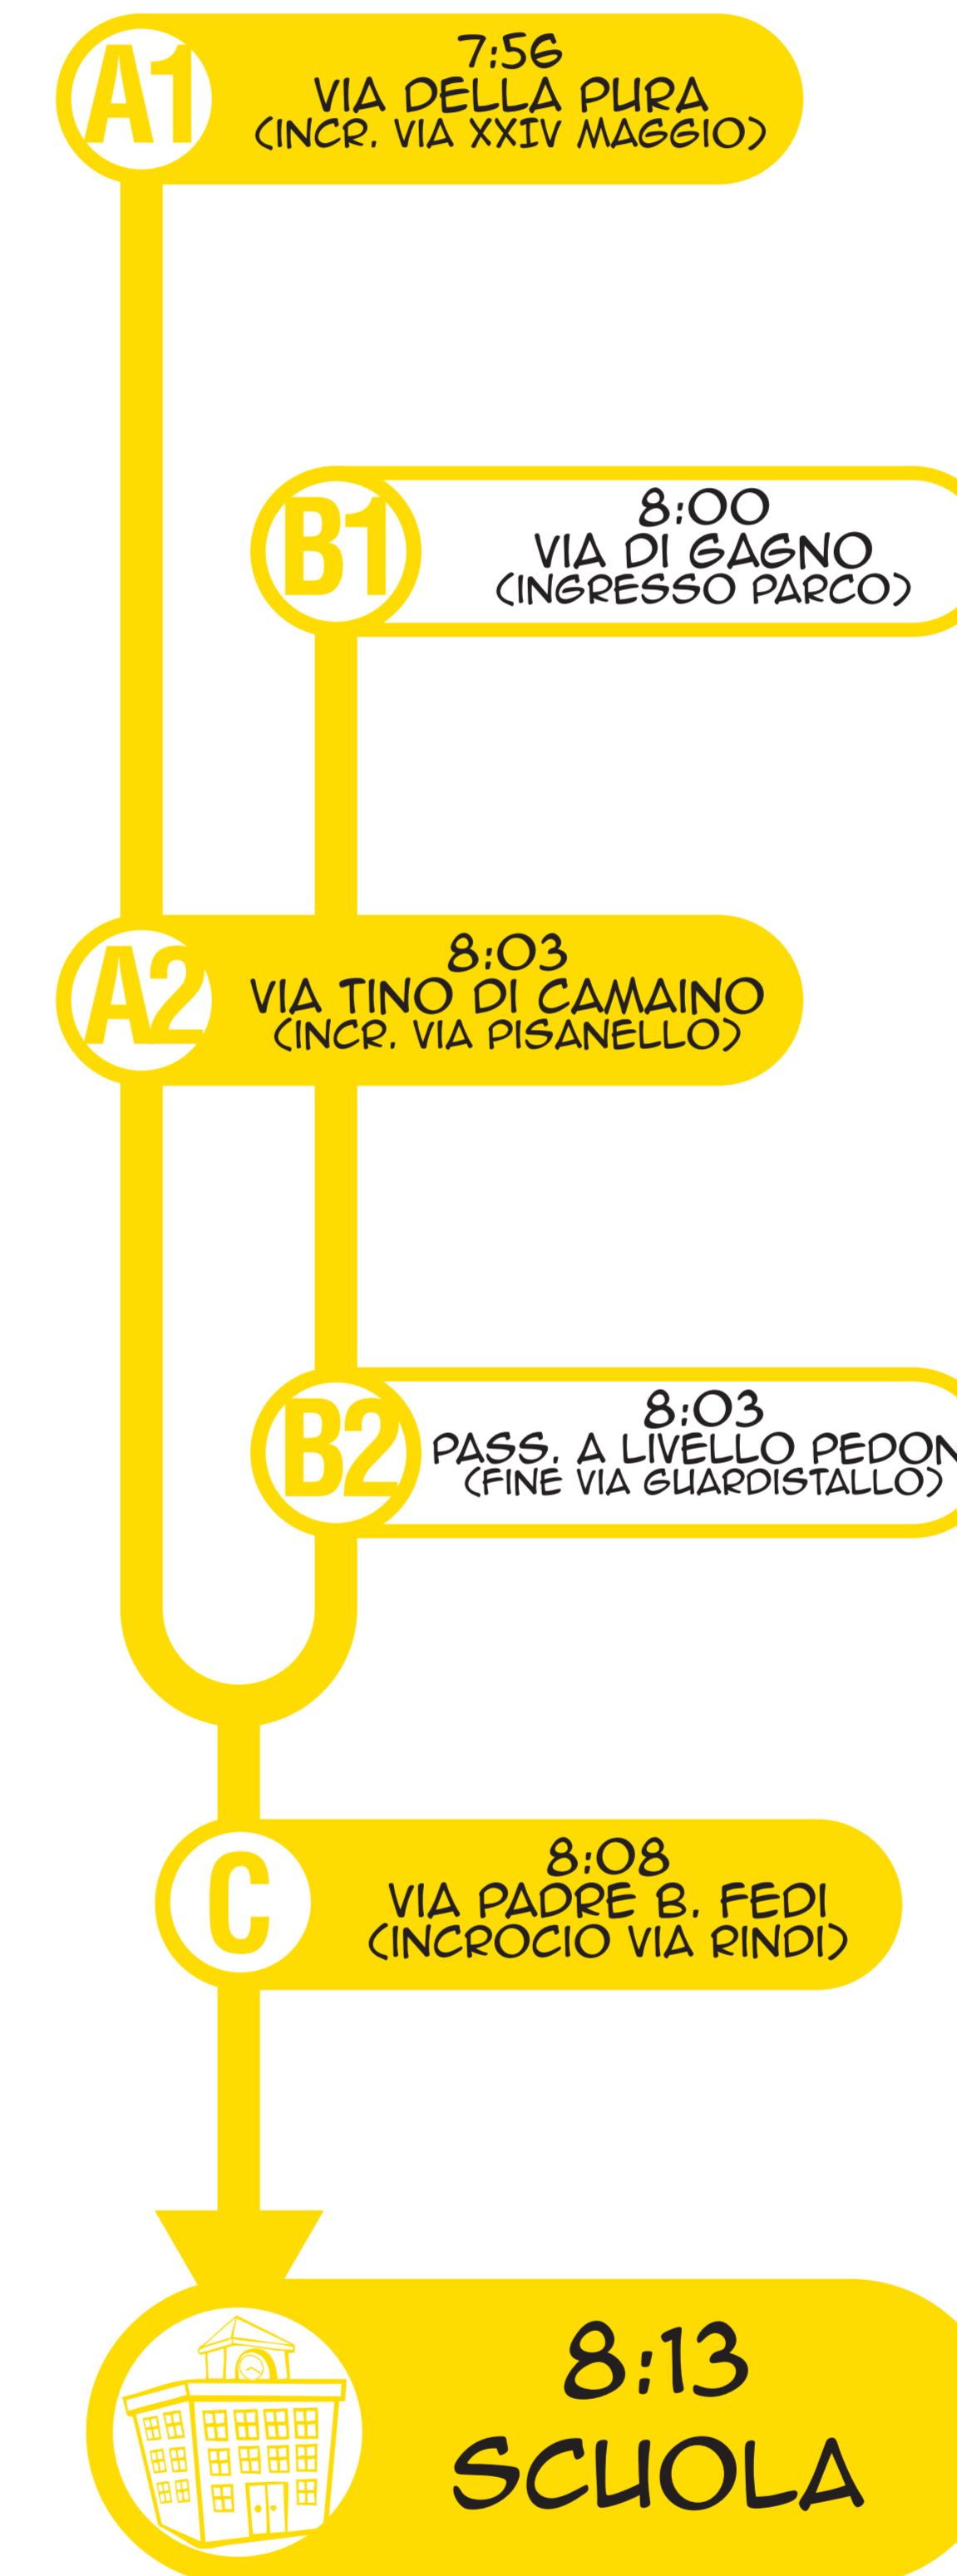 A1
7:56
VIA DELLA PURA
(INCR. VIA XXIV MAGGIO)
B1
8:00
VIA DI GAGNO
(INGRESSO PARCO)
A2
8:03
VIA TINO DI CAMAINO
(INCR. VIA PISANELLO)
B2
8:03
PASS. A LIVELLO PEDON
(FINE VIA GUARDISTALLO)
C
8:08
VIA PADRE B. FEDI
(INCROCIO VIA RINDI)
8:13
SCUOLA